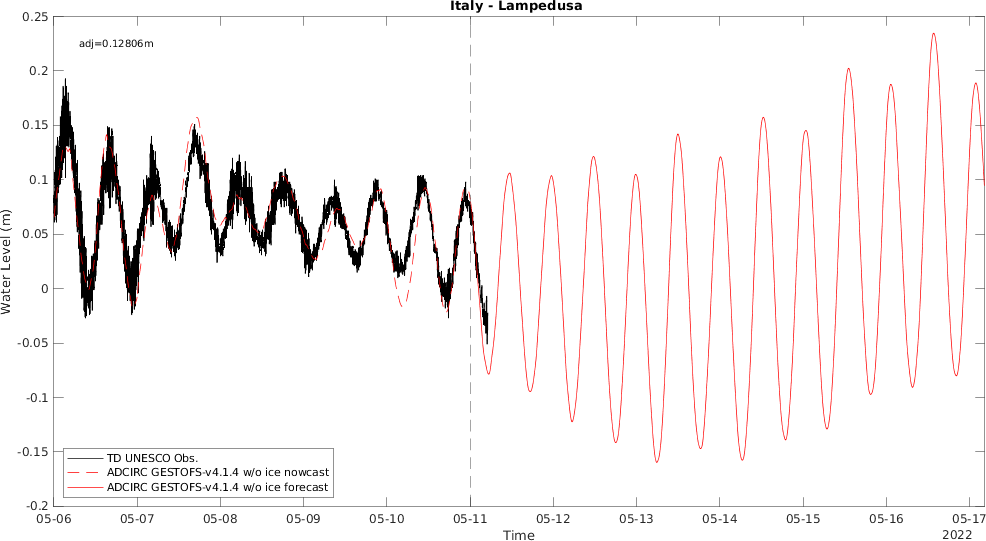 Italy - Lampedusa
adj=0.12806m
0.25
0.2
0.15
0.1
0.05
0
-0.05
-0.1
-0.15
-0.2
Water Level (m)
TD UNESCO Obs.
ADCIRC GESTOFS-v4.1.4 w/o ice nowcast
ADCIRC GESTOFS-v4.1.4 w/o ice forecast
05-06 05-07 05-08 05-09 05-10 05-11 05-12 05-13 05-14 05-15 05-16 05-17
Time
2022